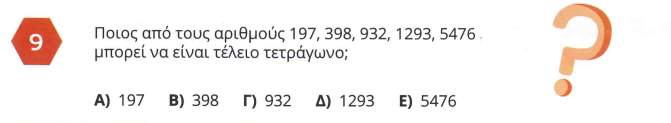 9
Ποιος από τους αριθμούς 197, 398, 932, 1293, 5476
μπορεί να είναι τέλειο τετράγωνο;
Α) 197 Β) 398 Γ) 932 Δ) 1293 Ε) 5476